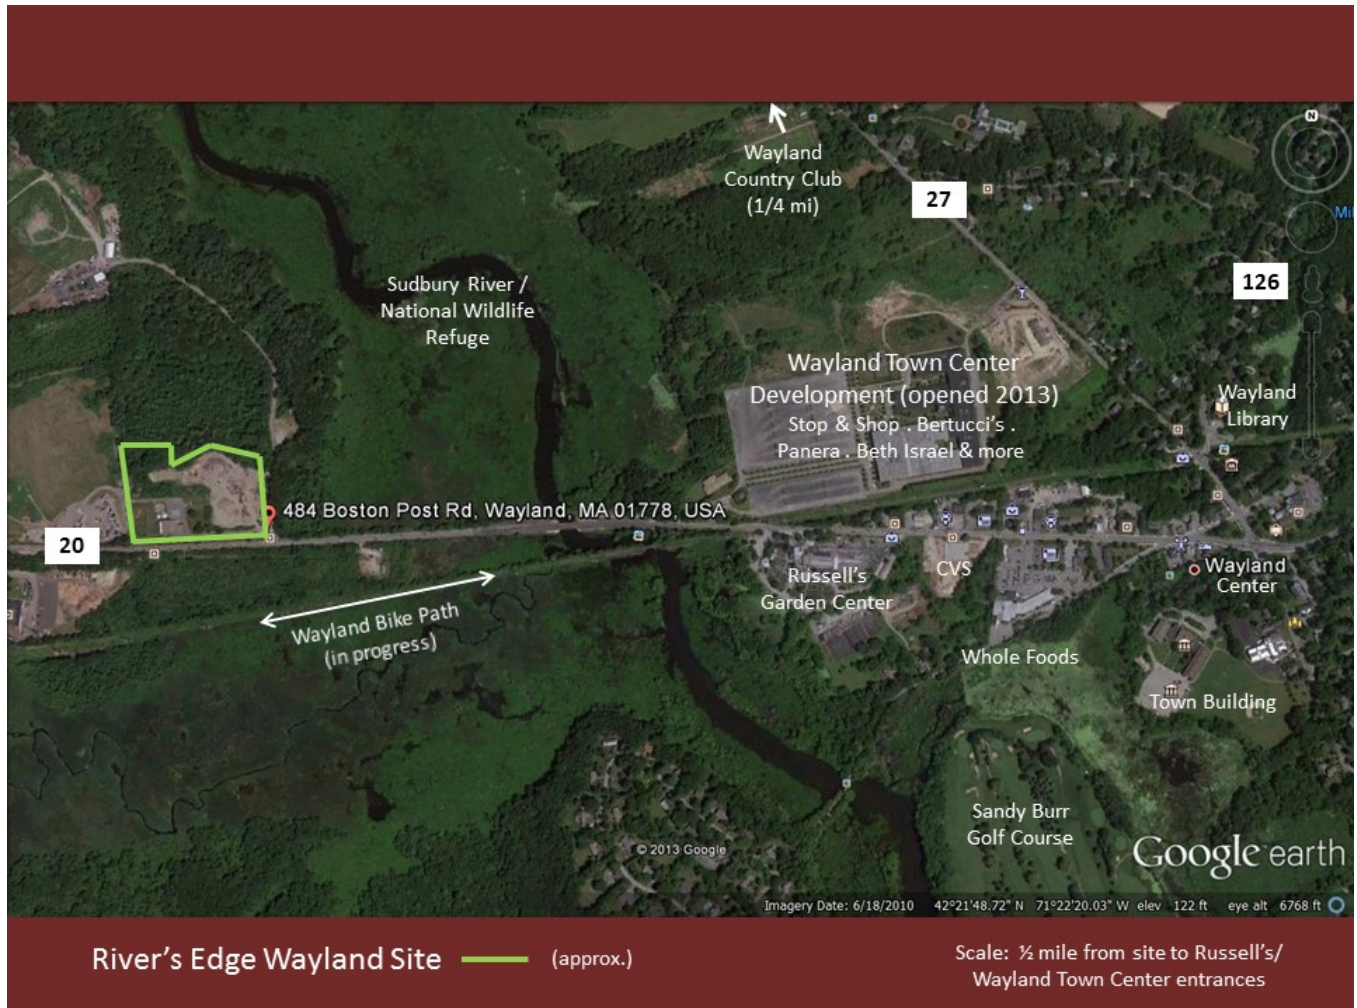 N
Wayland
Country Club
(1/4 mi)
27
Mi
126
Sudbury River /
National Wildlife
Refuge
Wayland Town Center
Development (opened 2013)
Stop & Shop . Bertucci's .
Panera . Beth Israel & more
Wayland
Library
484 Boston Post Rd, Wayland, MA 01778, USA
20
Russell's
Garden Center
CVS
Wayland
Center
Wayland Bike Path
(in progress)
Whole Foods
Town Building
Sandy Burr
Golf Course
© 2013 Google
Google earth
Imagery Date: 6/18/2010 42°21'48.72" N 71°22'20.03" W elev 122 ft eye alt 6768 ft
River's Edge Wayland Site (approx.)
Scale: ½ mile from site to Russell's/
Wayland Town Center entrances